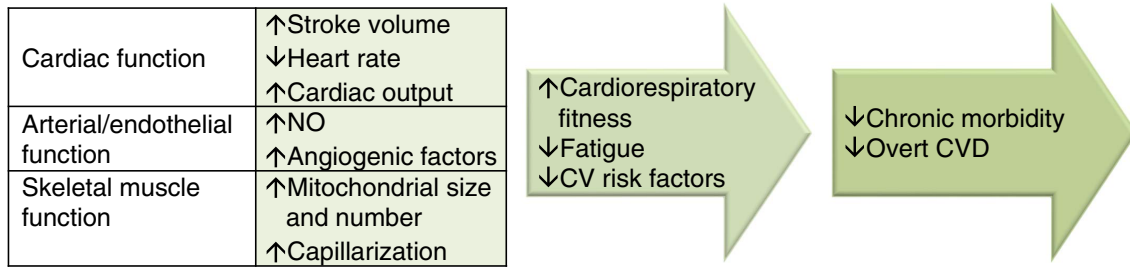 Cardiac function
↑Stroke volume
↓Heart rate
↑Cardiac output
Arterial/endothelial
function
↑NO
↑Angiogenic factors
Skeletal muscle
function
↑Mitochondrial size
and number
↑Capillarization
↑Cardiorespiratory
fitness
↓Fatigue
↓CV risk factors
↓Chronic morbidity
↓Overt CVD